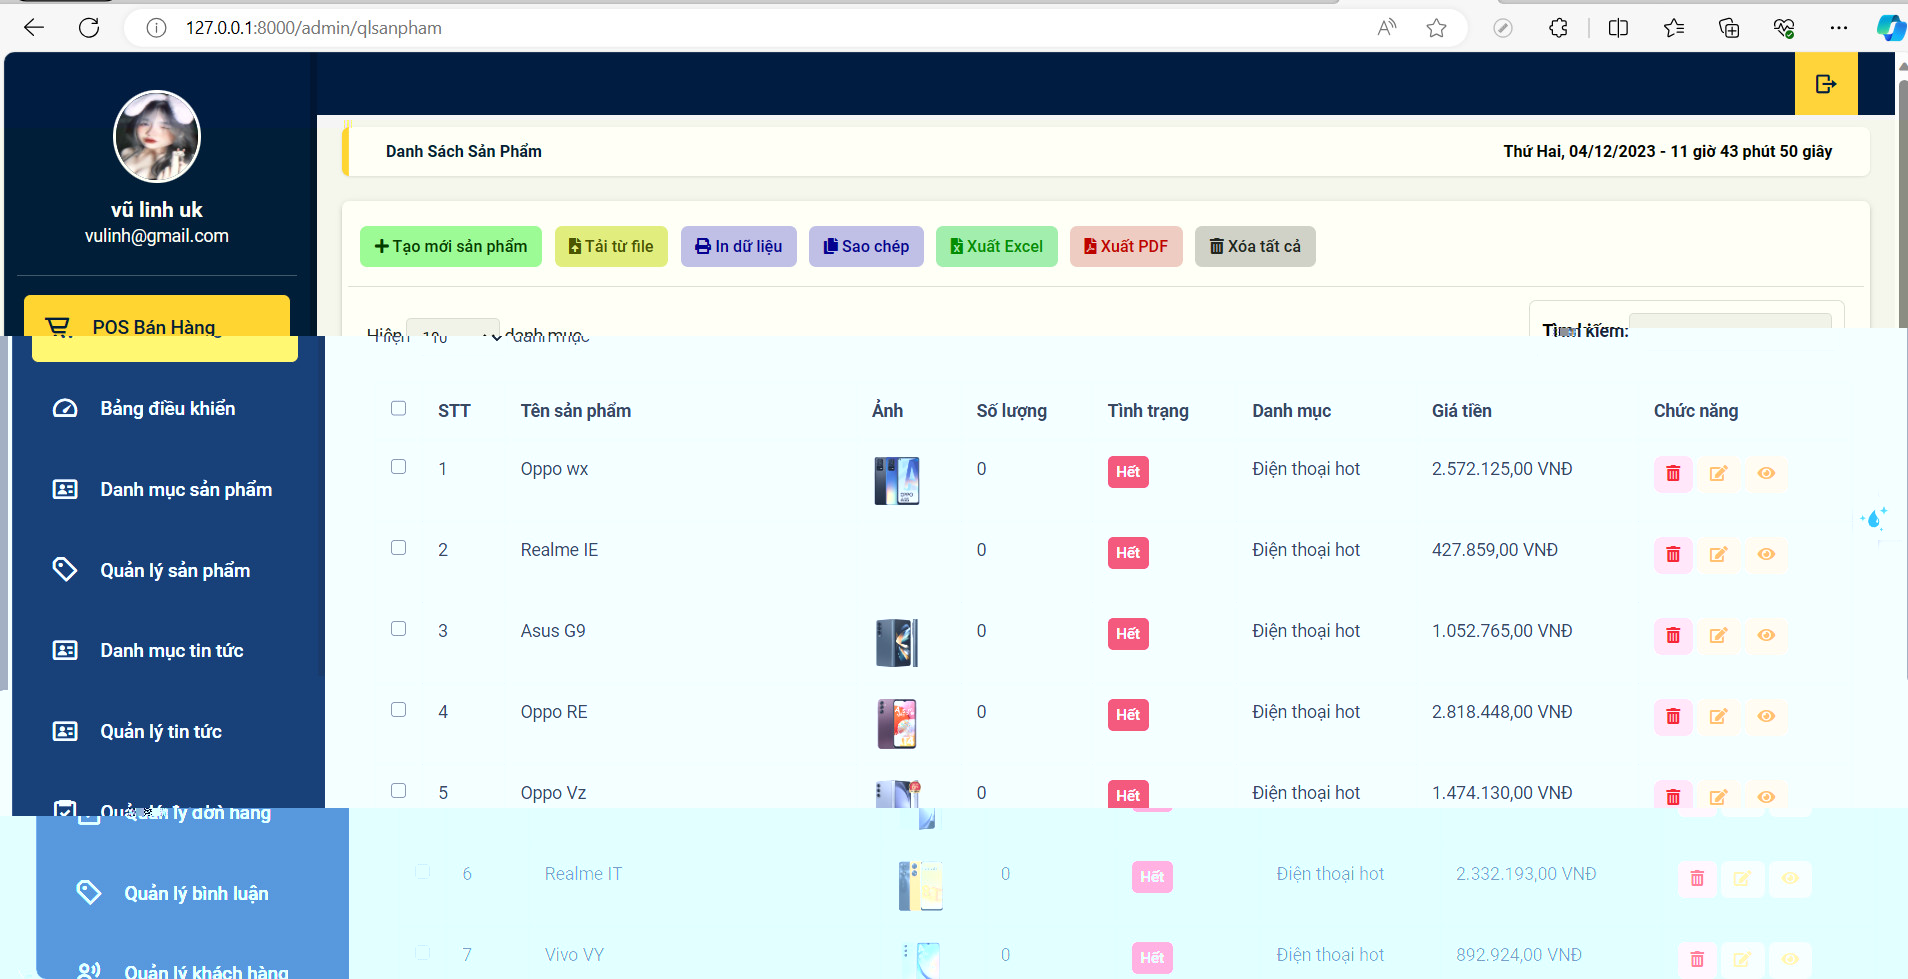 127.0.0.1:8000/admin/qlsanpham
vũ linh uk
vulinh@gmail.com
POS Bán Hàng
Bảng điều khiển
Danh mục sản phẩm
Quản lý sản phẩm
Danh mục tin tức
Quản lý tin tức
Quản lý đơn hàng
Quản lý bình luận
Quản lý khách hàng
Danh Sách Sản Phẩm
Thứ Hai, 04/12/2023 - 11 giờ 43 phút 50 giây
Tạo mới sản phẩm Tải từ file In dữ liệu Sao chép Xuất Excel Xuất PDF Xóa tất cả
Hiện 10 danh mục Tìm kiếm:
STT Tên sản phẩm Ảnh Số lượng Tình trạng Danh mục Giá tiền Chức năng
1 Oppo wx 0 Hết Điện thoại hot 2.572.125,00 VNĐ
2 Realme IE 0 Hết Điện thoại hot 427.859,00 VNĐ
3 Asus G9 0 Hết Điện thoại hot 1.052.765,00 VNĐ
4 Oppo RE 0 Hết Điện thoại hot 2.818.448,00 VNĐ
5 Oppo Vz 0 Hết Điện thoại hot 1.474.130,00 VNĐ
6 Realme IT 0 Hết Điện thoại hot 2.332.193,00 VNĐ
7 Vivo VY 0 Hết Điện thoại hot 892.924,00 VNĐ